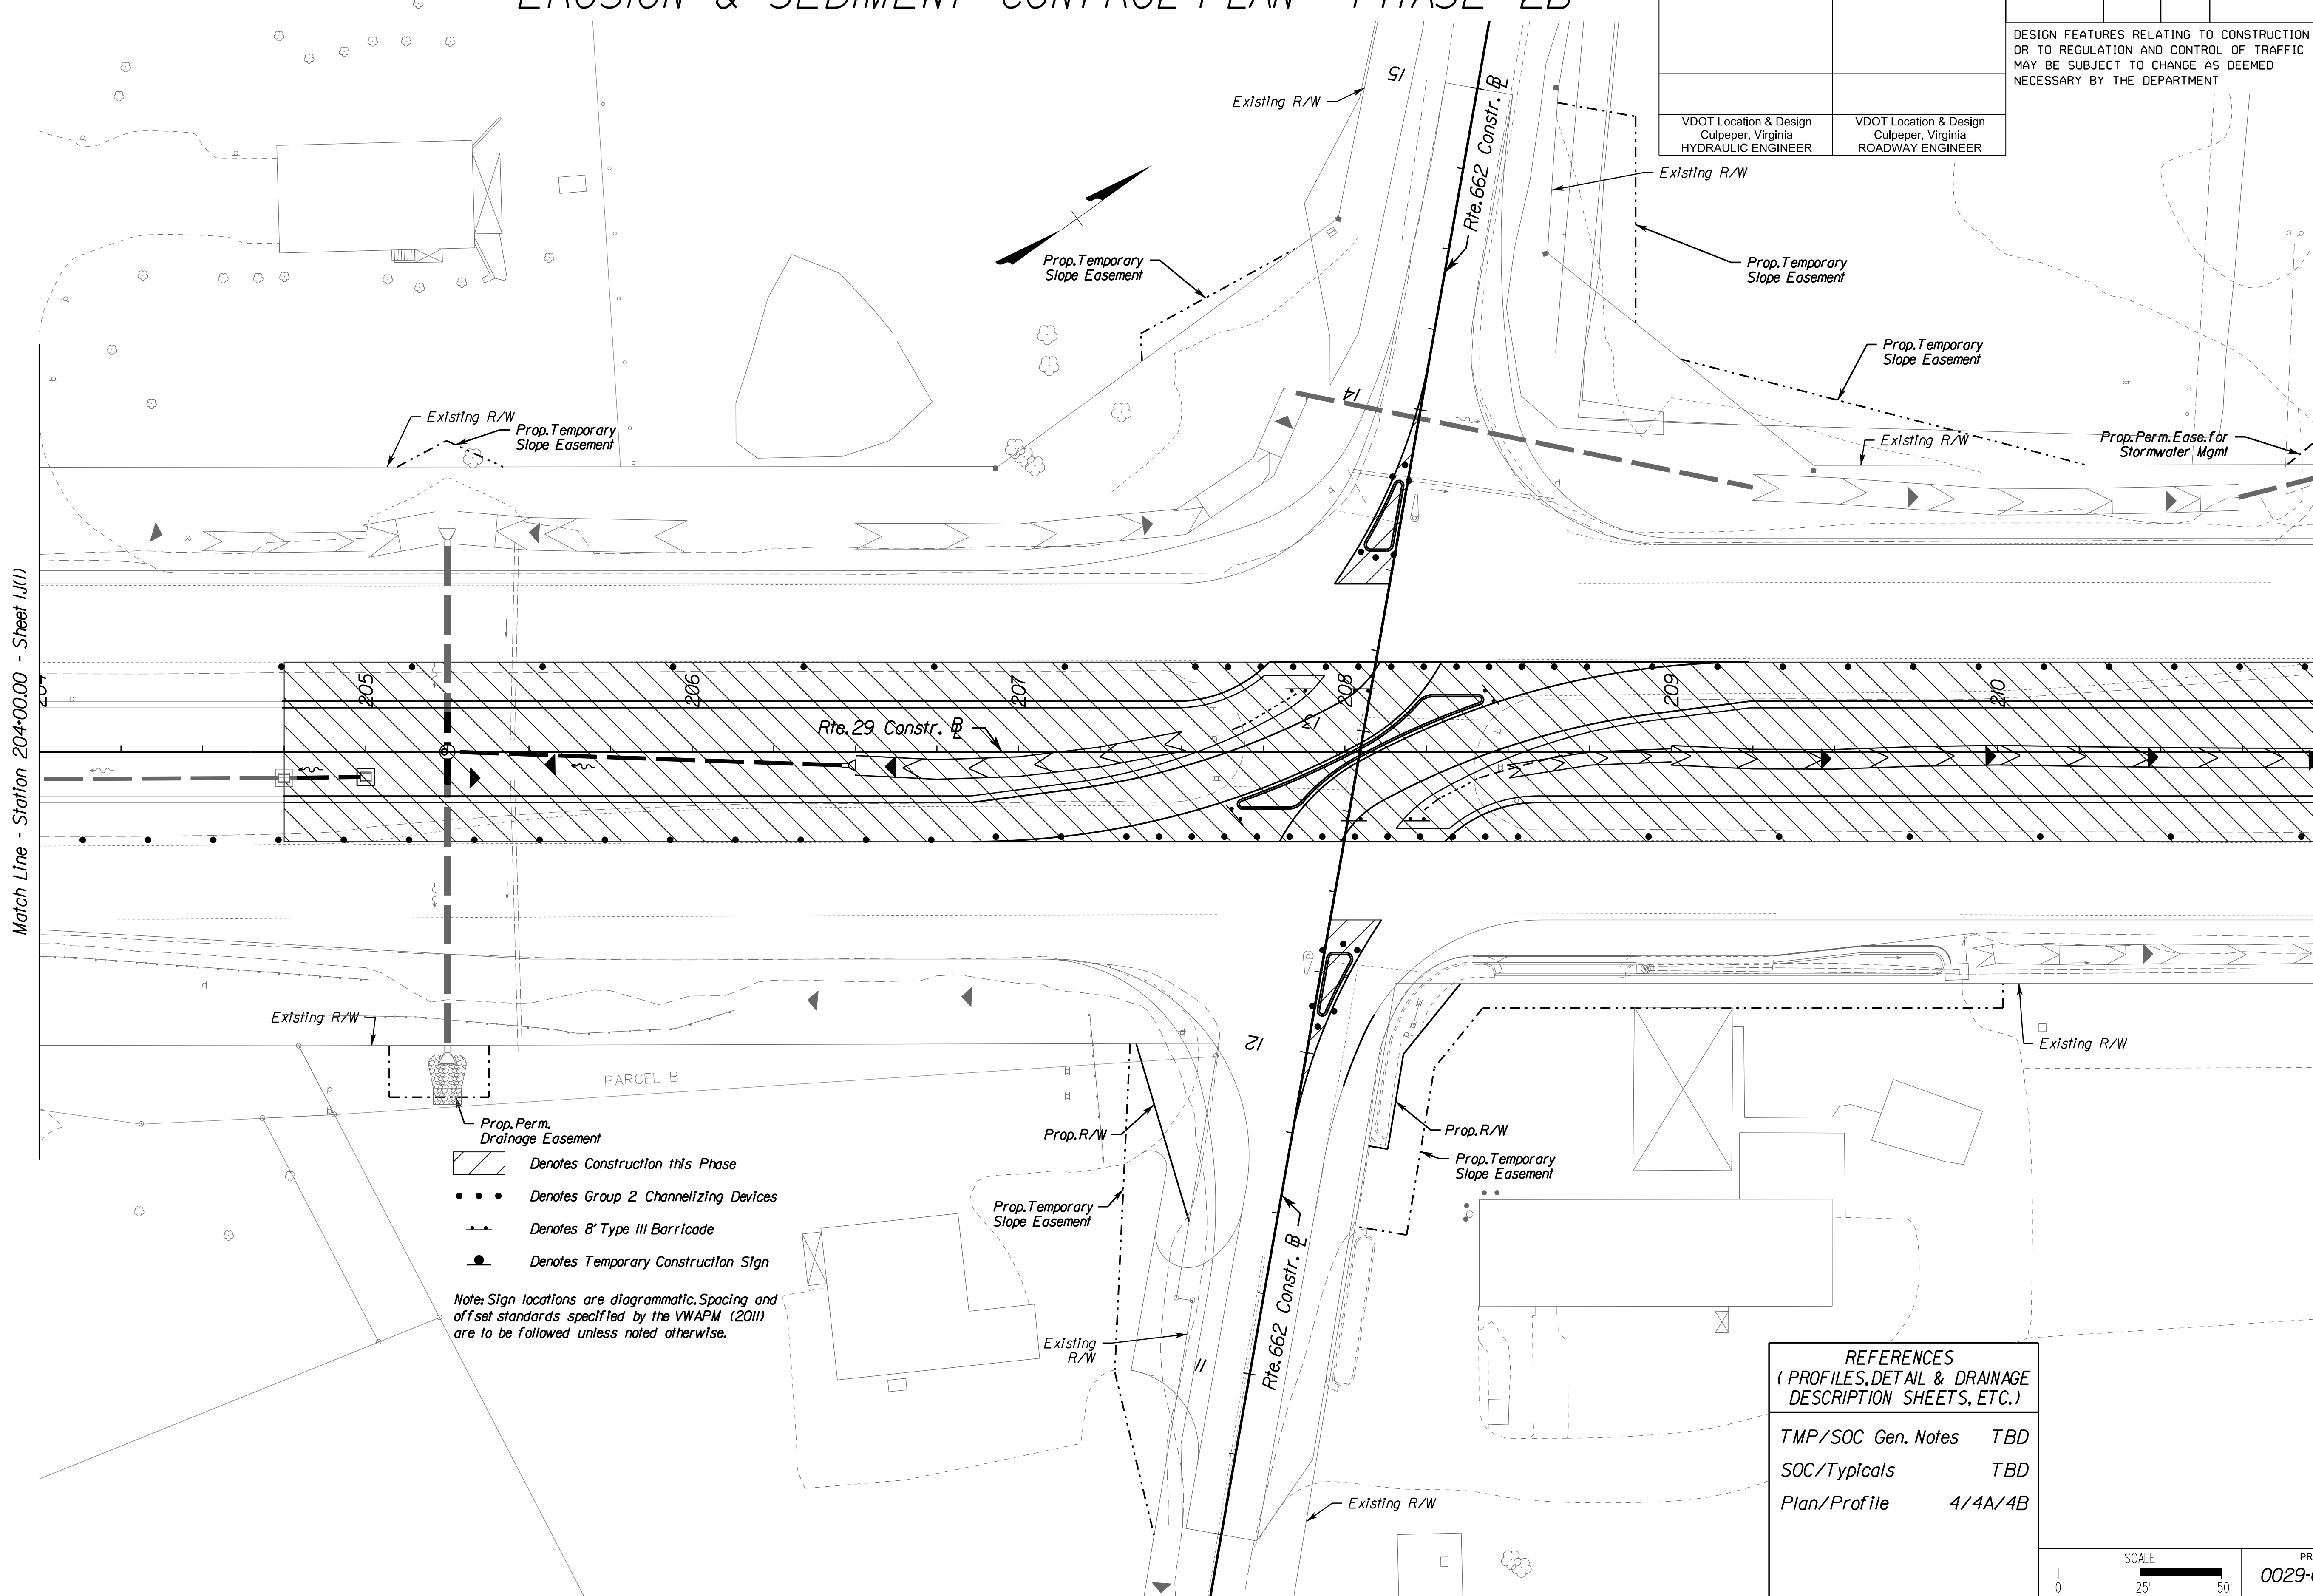 EROSION & SEDIMENT CONTROL PLAN - PHASE 2B
DESIGN FEATURES RELATING TO CONSTRUCTION
OR TO REGULATION AND CONTROL OF TRAFFIC
MAY BE SUBJECT TO CHANGE AS DEEMED
NECESSARY BY THE DEPARTMENT
VDOT Location & Design
Culpeper, Virginia
HYDRAULIC ENGINEER
VDOT Location & Design
Culpeper, Virginia
ROADWAY ENGINEER
15
Existing R/W
Rte. 662 Constr. BL
Existing R/W
Prop. Temporary
Slope Easement
Prop. Temporary
Slope Easement
Prop. Temporary
Slope Easement
14
Existing R/W
Prop. Temporary
Slope Easement
Existing R/W
Prop. Perm. Ease. for
Stormwater Mgmt
Match Line - Station 204+00.00 - Sheet 1J(1)
204
205
206
207
208
209
210
13
Rte. 29 Constr. BL
Existing R/W
12
Existing R/W
PARCEL B
Prop. Perm.
Drainage Easement
Prop. R/W
Prop. R/W
Prop. Temporary
Slope Easement
Prop. Temporary
Slope Easement
Denotes Construction this Phase
Denotes Group 2 Channelizing Devices
Denotes 8' Type III Barricade
Denotes Temporary Construction Sign
Note: Sign locations are diagrammatic. Spacing and
offset standards specified by the VWAPM (2011)
are to be followed unless noted otherwise.
Existing
R/W
11
Rte. 662 Constr. BL
Existing R/W
REFERENCES
( PROFILES, DETAIL & DRAINAGE
DESCRIPTION SHEETS, ETC. )
TMP/SOC Gen. Notes TBD
SOC/Typicals TBD
Plan/Profile 4/4A/4B
SCALE
0 25' 50'
PR
0029-